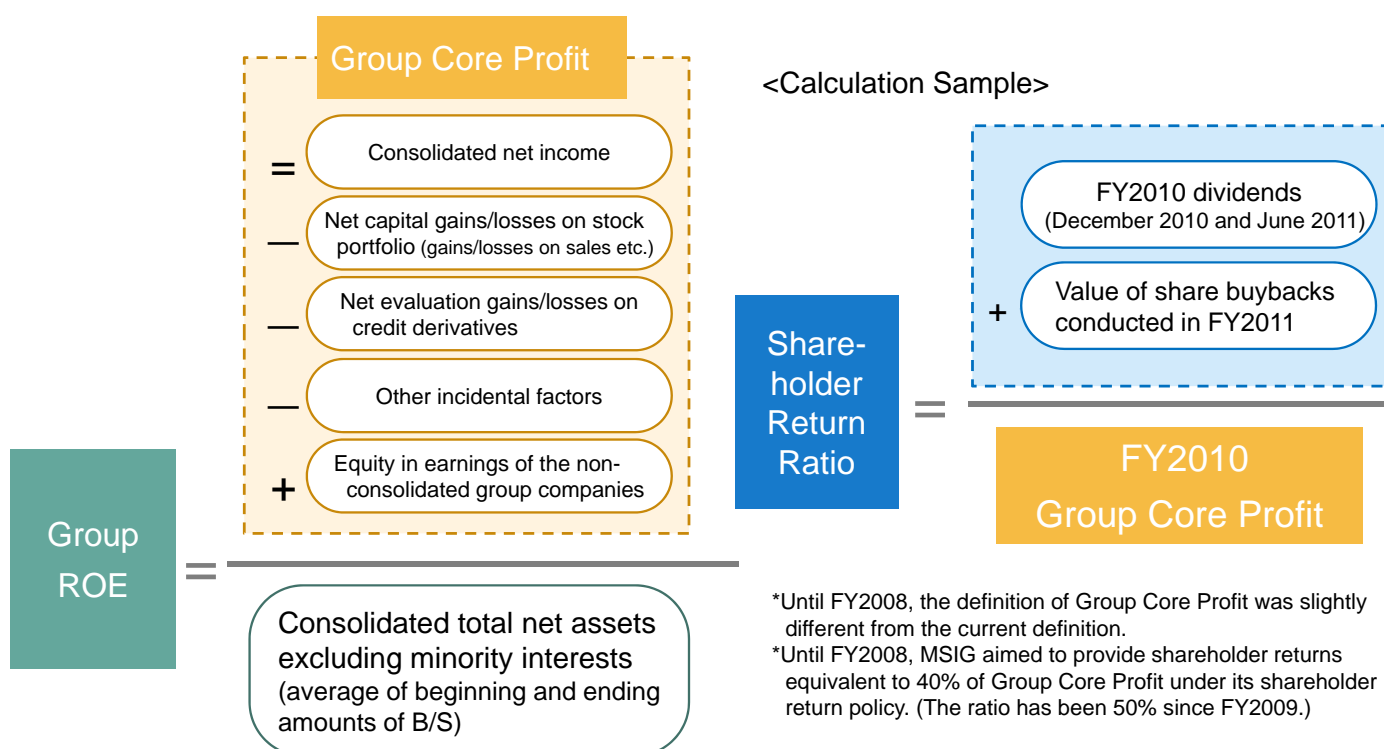 Group Core Profit
=
Consolidated net income
—
Net capital gains/losses on stock
portfolio (gains/losses on sales etc.)
—
Net evaluation gains/losses on
credit derivatives
—
Other incidental factors
+
Equity in earnings of the non-
consolidated group companies
Group
ROE
=
Consolidated total net assets
excluding minority interests
(average of beginning and ending
amounts of B/S)
<Calculation Sample>
Share-
holder
Return
Ratio
=
FY2010 dividends
(December 2010 and June 2011)
+
Value of share buybacks
conducted in FY2011
FY2010
Group Core Profit
*Until FY2008, the definition of Group Core Profit was slightly
different from the current definition.
*Until FY2008, MSIG aimed to provide shareholder returns
equivalent to 40% of Group Core Profit under its shareholder
return policy. (The ratio has been 50% since FY2009.)